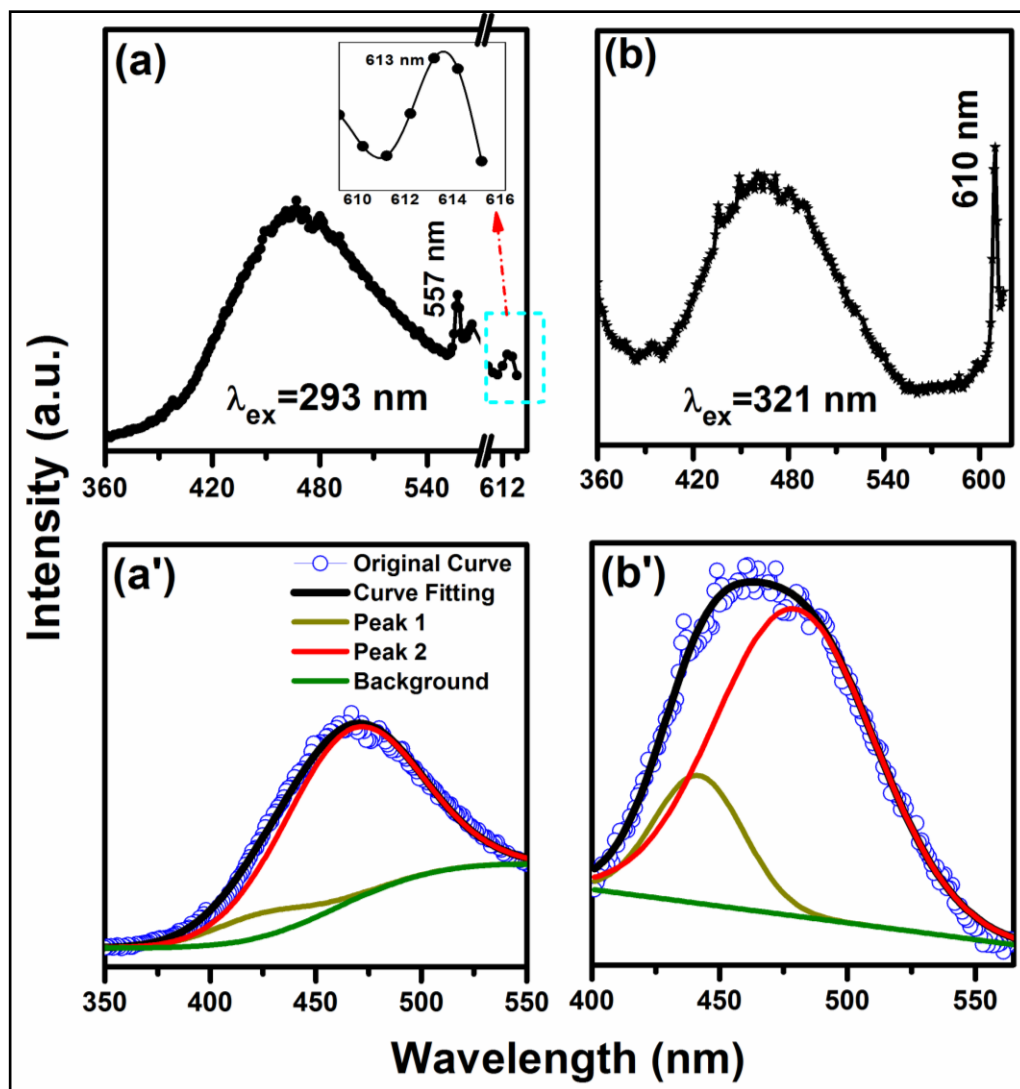 (a)
613 nm
610 612 614 616
557 nm
λex=293 nm
360 420 480 540 612
(b)
610 nm
λex=321 nm
360 420 480 540 600
Intensity (a.u.)
(a')
Original Curve
Curve Fitting
Peak 1
Peak 2
Background
350 400 450 500 550
(b')
400 450 500 550
Wavelength (nm)